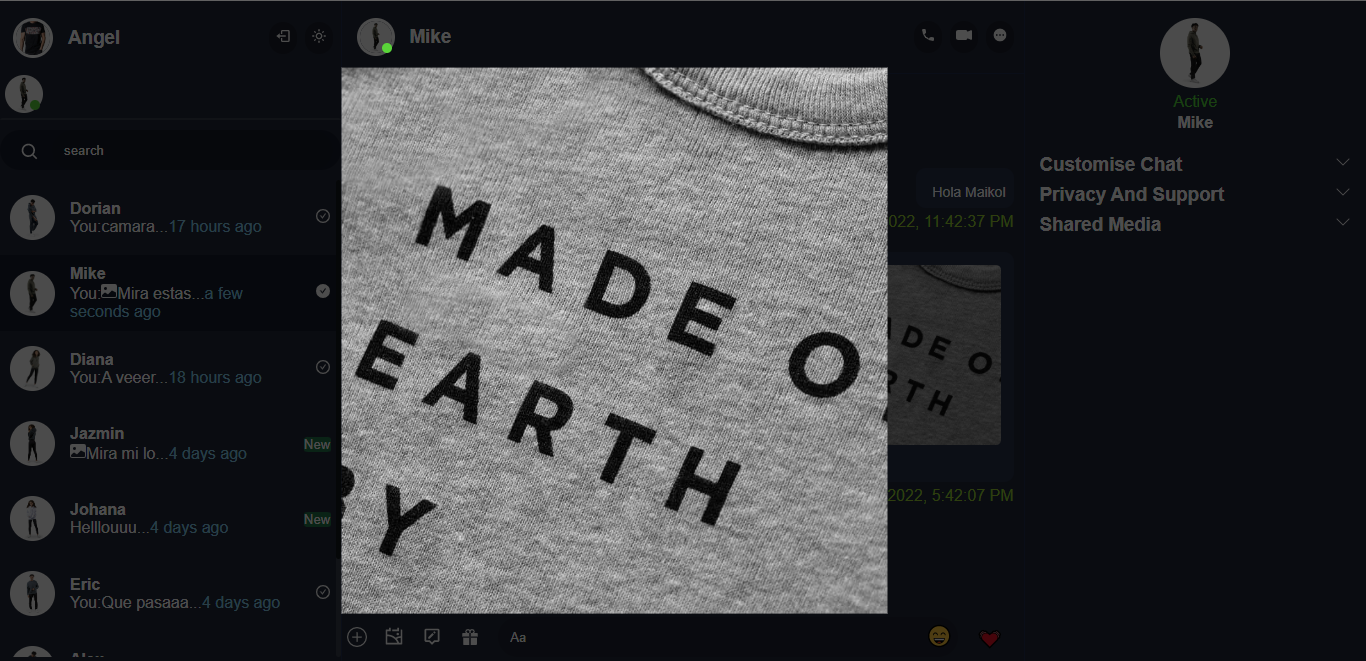 Angel
Mike
Active
Mike
search
Customise Chat
Privacy And Support
Shared Media
Dorian
You:camara...17 hours ago
Mike
You:Mira estas...a few
seconds ago
Diana
You:A veeer...18 hours ago
Jazmin
Mira mi lo...4 days ago
New
Johana
Helllouuu...4 days ago
New
Eric
You:Que pasaaa...4 days ago
MADE O
EARTH
Y
Hola Maikol
022, 11:42:37 PM
ADE O
RTH
2022, 5:42:07 PM
Aa